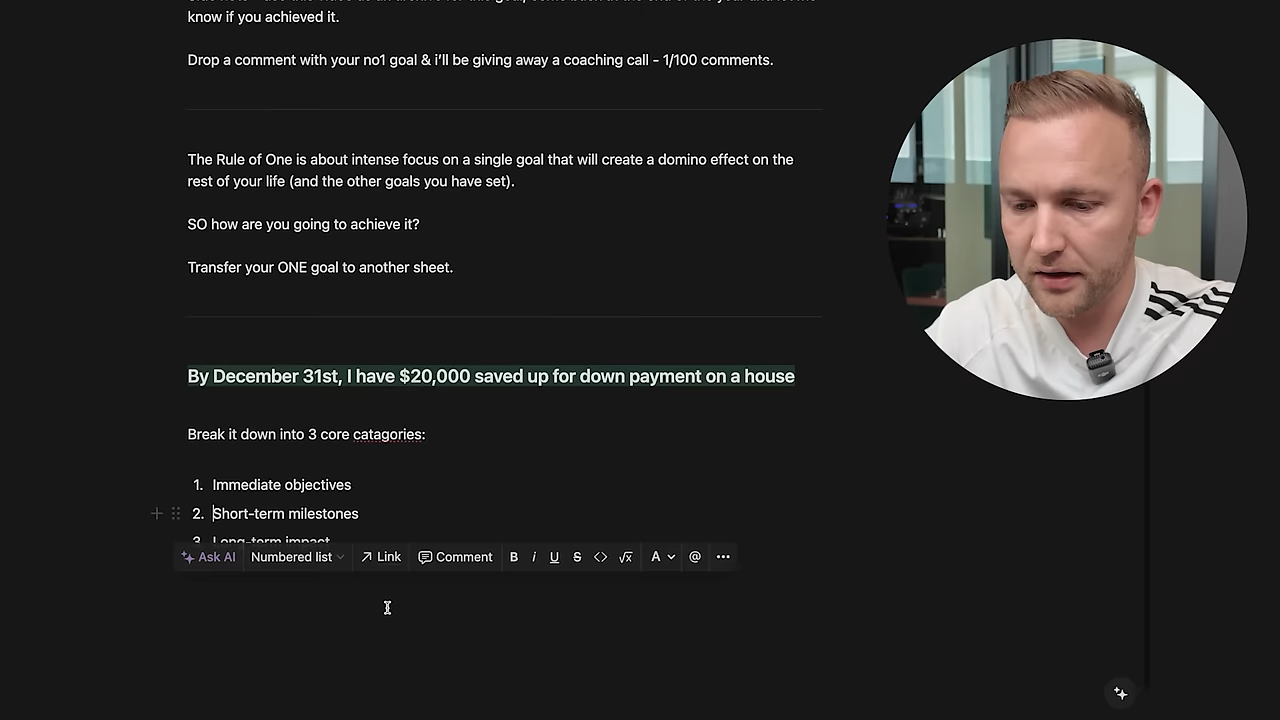 know if you achieved it.
Drop a comment with your no1 goal & i'll be giving away a coaching call - 1/100 comments.
The Rule of One is about intense focus on a single goal that will create a domino effect on the
rest of your life (and the other goals you have set).
SO how are you going to achieve it?
Transfer your ONE goal to another sheet.
By December 31st, I have $20,000 saved up for down payment on a house
Break it down into 3 core catagories:
1. Immediate objectives
2. Short-term milestones
3. Long-term impact
Ask AI Numbered list Link Comment B i U S <> √x A @ •••